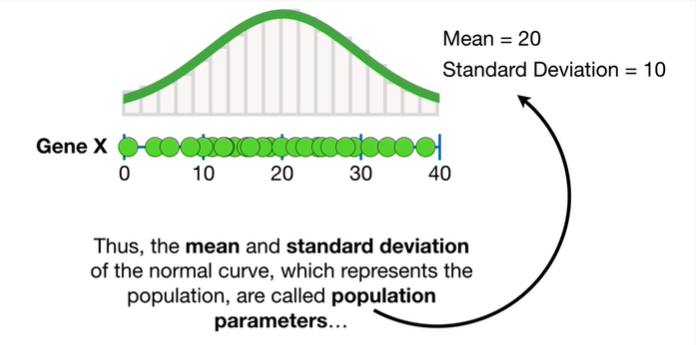 Mean = 20
Standard Deviation = 10
Gene X
0 10 20 30 40
Thus, the mean and standard deviation
of the normal curve, which represents the
population, are called population
parameters…